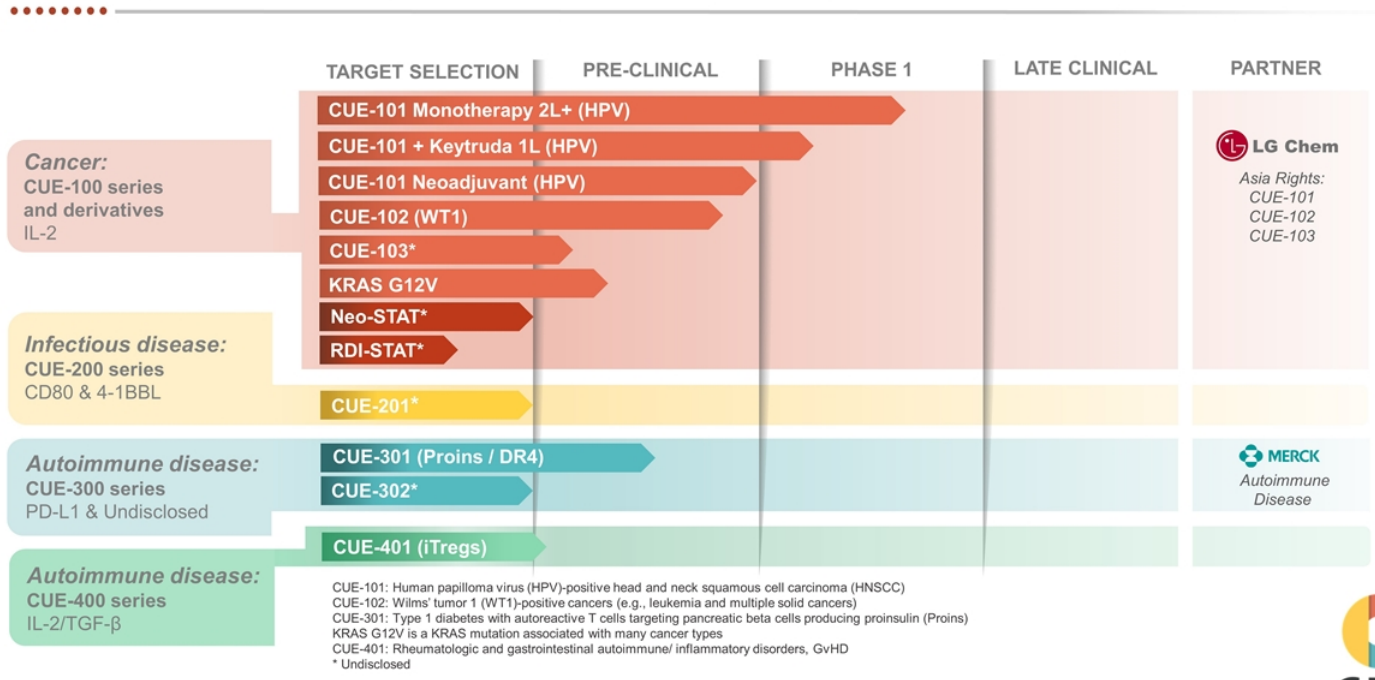 TARGET SELECTION
PRE-CLINICAL
PHASE 1
LATE CLINICAL
PARTNER
Cancer:
CUE-100 series
and derivatives
IL-2
CUE-101 Monotherapy 2L+ (HPV)
CUE-101 + Keytruda 1L (HPV)
CUE-101 Neoadjuvant (HPV)
CUE-102 (WT1)
CUE-103*
KRAS G12V
Neo-STAT*
RDI-STAT*
LG Chem
Asia Rights:
CUE-101
CUE-102
CUE-103
Infectious disease:
CUE-200 series
CD80 & 4-1BBL
CUE-201*
Autoimmune disease:
CUE-300 series
PD-L1 & Undisclosed
CUE-301 (Proins / DR4)
CUE-302*
MERCK
Autoimmune
Disease
Autoimmune disease:
CUE-400 series
IL-2/TGF-β
CUE-401 (iTregs)
CUE-101: Human papilloma virus (HPV)-positive head and neck squamous cell carcinoma (HNSCC)
CUE-102: Wilms' tumor 1 (WT1)-positive cancers (e.g., leukemia and multiple solid cancers)
CUE-301: Type 1 diabetes with autoreactive T cells targeting pancreatic beta cells producing proinsulin (Proins)
KRAS G12V is a KRAS mutation associated with many cancer types
CUE-401: Rheumatologic and gastrointestinal autoimmune/ inflammatory disorders, GvHD
* Undisclosed